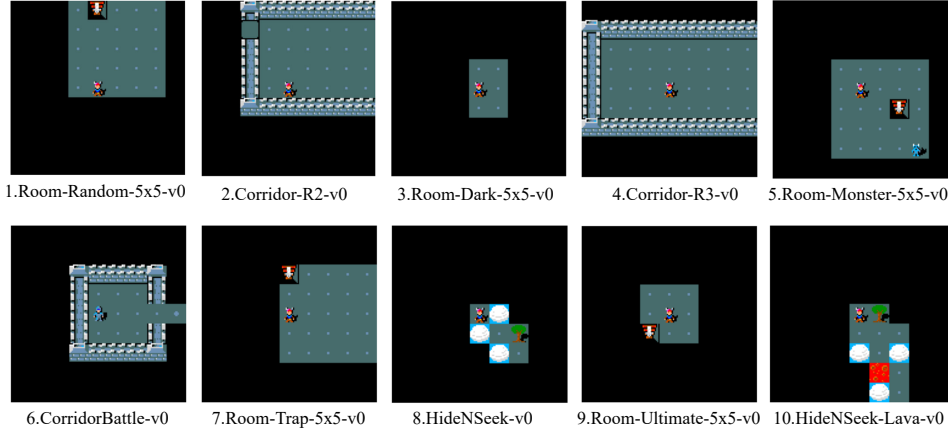 1.Room-Random-5x5-v0
2.Corridor-R2-v0
3.Room-Dark-5x5-v0
4.Corridor-R3-v0
5.Room-Monster-5x5-v0
6.CorridorBattle-v0
7.Room-Trap-5x5-v0
8.HideNSeek-v0
9.Room-Ultimate-5x5-v0
10.HideNSeek-Lava-v0